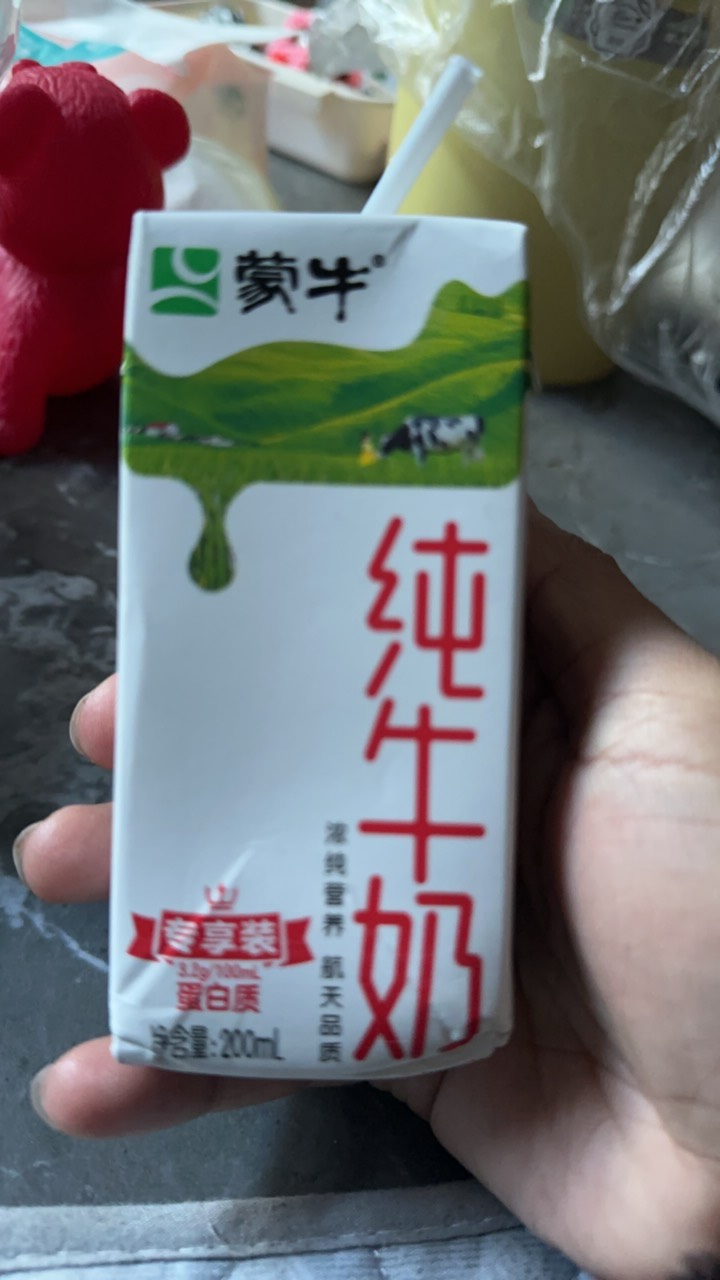 蒙牛®
纯牛奶
浓纯营养 航天品质
专享装
3.2g/100mL
蛋白质
净含量:200mL